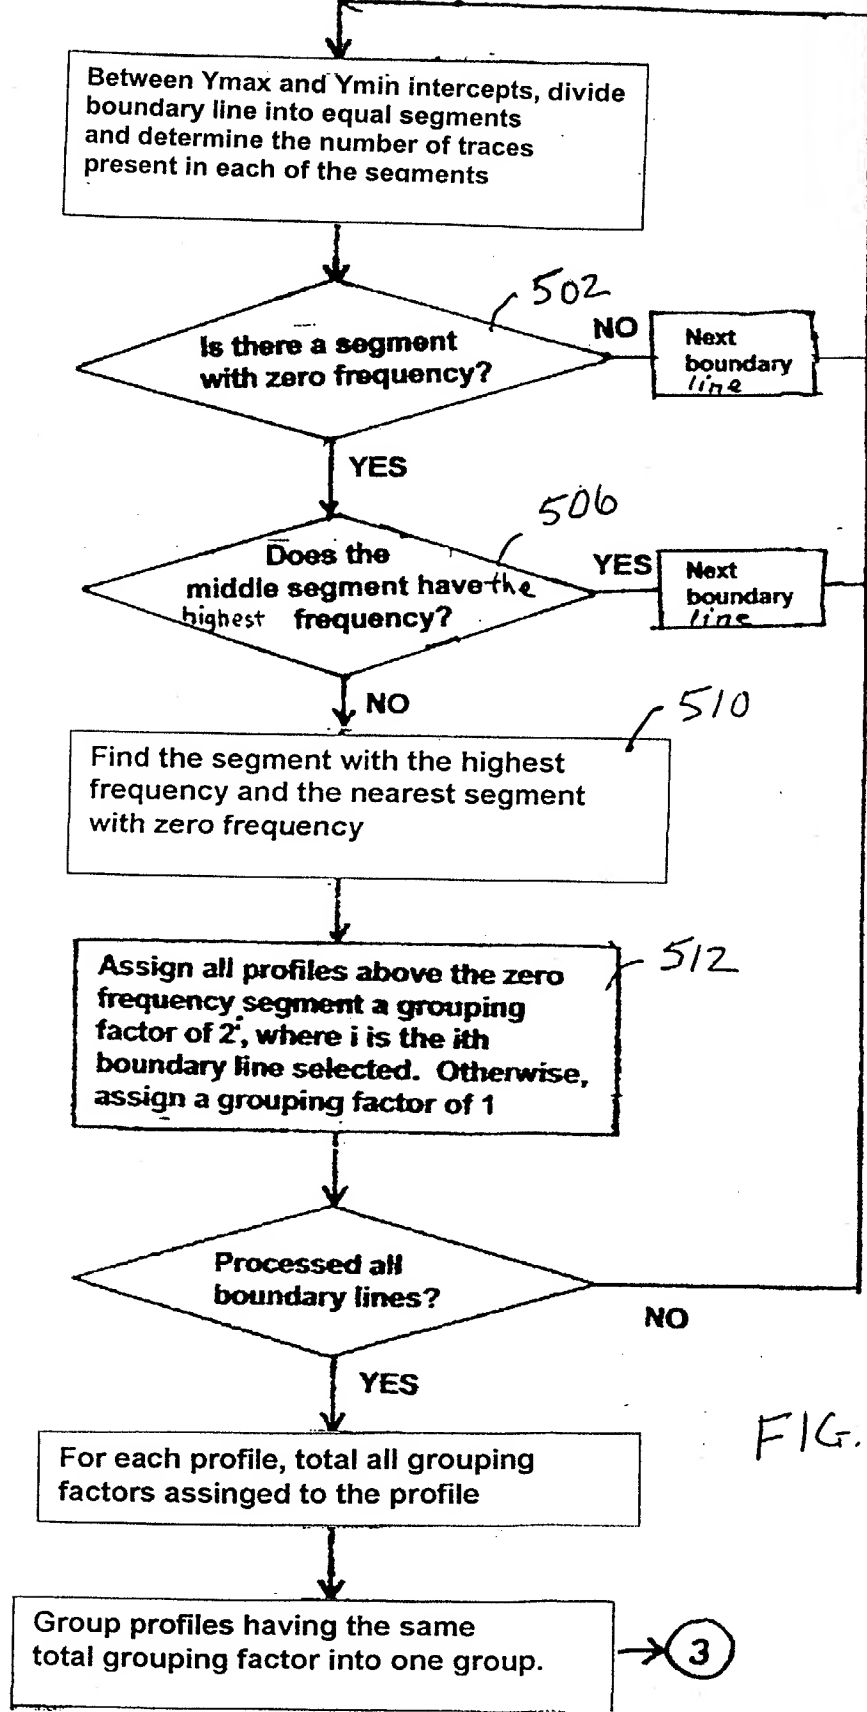 Between Ymax and Ymin intercepts, divide
boundary line into equal segments
and determine the number of traces
present in each of the segments
502
Is there a segment
with zero frequency?
NO
Next
boundary
line
YES
506
Does the
middle segment have the
highest frequency?
YES
Next
boundary
line
NO
510
Find the segment with the highest
frequency and the nearest segment
with zero frequency
512
Assign all profiles above the zero
frequency segment a grouping
factor of 2ⁱ, where i is the ith
boundary line selected. Otherwise,
assign a grouping factor of 1
Processed all
boundary lines?
NO
YES
FIG.
For each profile, total all grouping
factors assinged to the profile
Group profiles having the same
total grouping factor into one group.
3